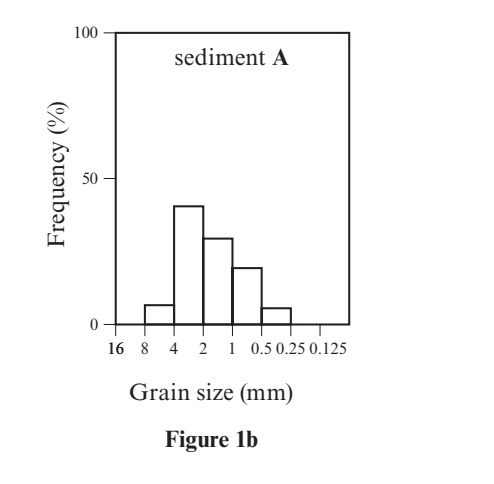 100
sediment A
Frequency (%)
50
0
16 8 4 2 1 0.5 0.25 0.125
Grain size (mm)
Figure 1b